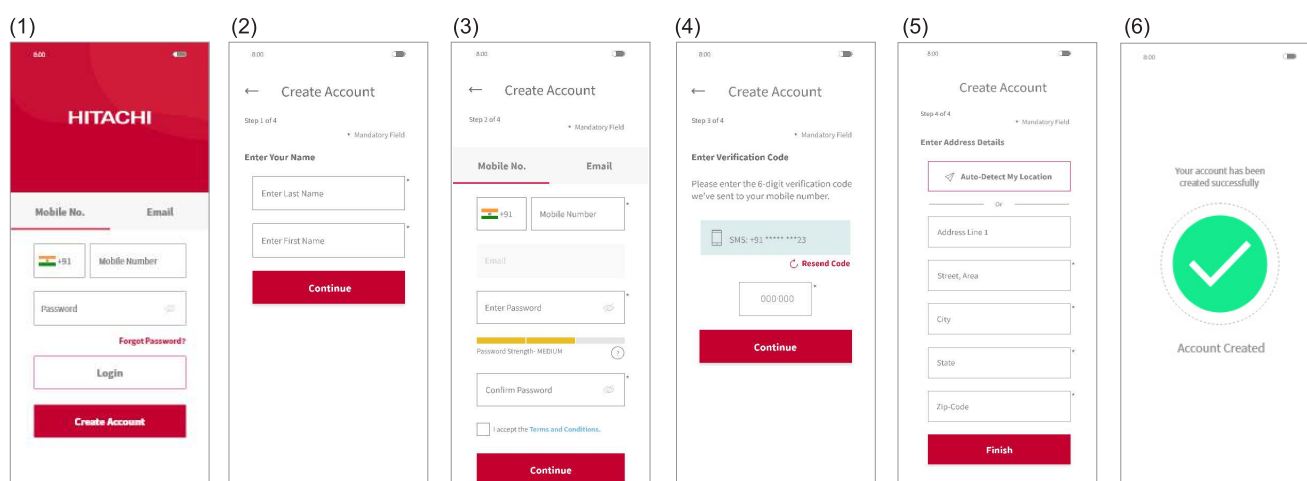 (1)
8:00
HITACHI
Mobile No. Email
+91 Mobile Number
Password
Forgot Password?
Login
Create Account
(2)
8:00
← Create Account
Step 1 of 4
* Mandatory Field
Enter Your Name
Enter Last Name *
Enter First Name *
Continue
(3)
8:00
← Create Account
Step 2 of 4
* Mandatory Field
Mobile No. Email
+91 Mobile Number *
Email
Enter Password *
Password Strength- MEDIUM ?
Confirm Password *
I accept the Terms and Conditions.
Continue
(4)
8:00
← Create Account
Step 3 of 4
* Mandatory Field
Enter Verification Code
Please enter the 6-digit verification code
we've sent to your mobile number.
SMS: +91 ***** ***23
Resend Code
000-000 *
Continue
(5)
8:00
Create Account
Step 4 of 4
* Mandatory Field
Enter Address Details
Auto-Detect My Location
Or
Address Line 1
Street, Area *
City *
State *
Zip-Code *
Finish
(6)
8:00
Your account has been
created successfully
Account Created